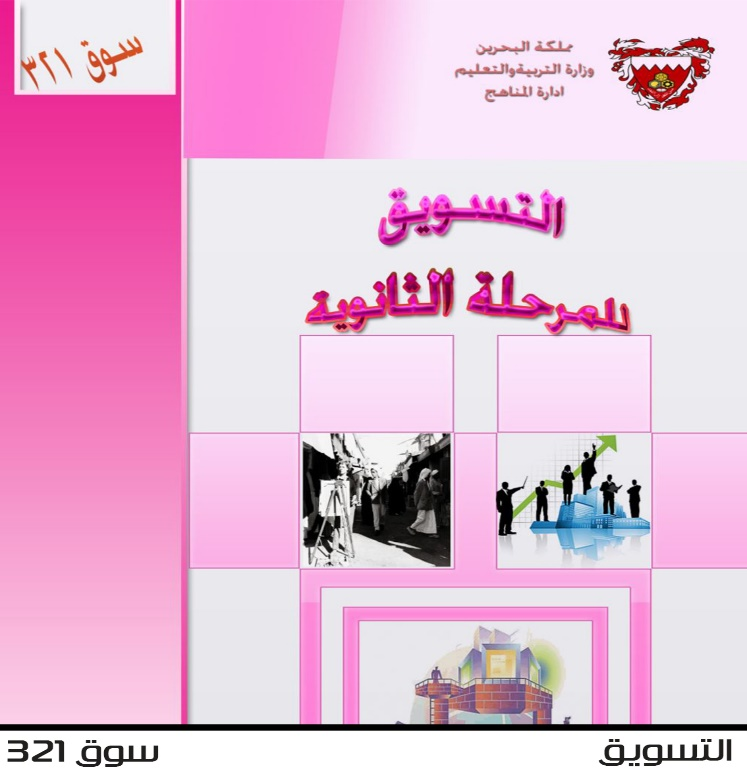 مملكة البحرين
وزارة التربية والتعليم
ادارة المناهج
سوق ٣٢١
التسويق
للمرحلة الثانوية
التسويق
سوق 321